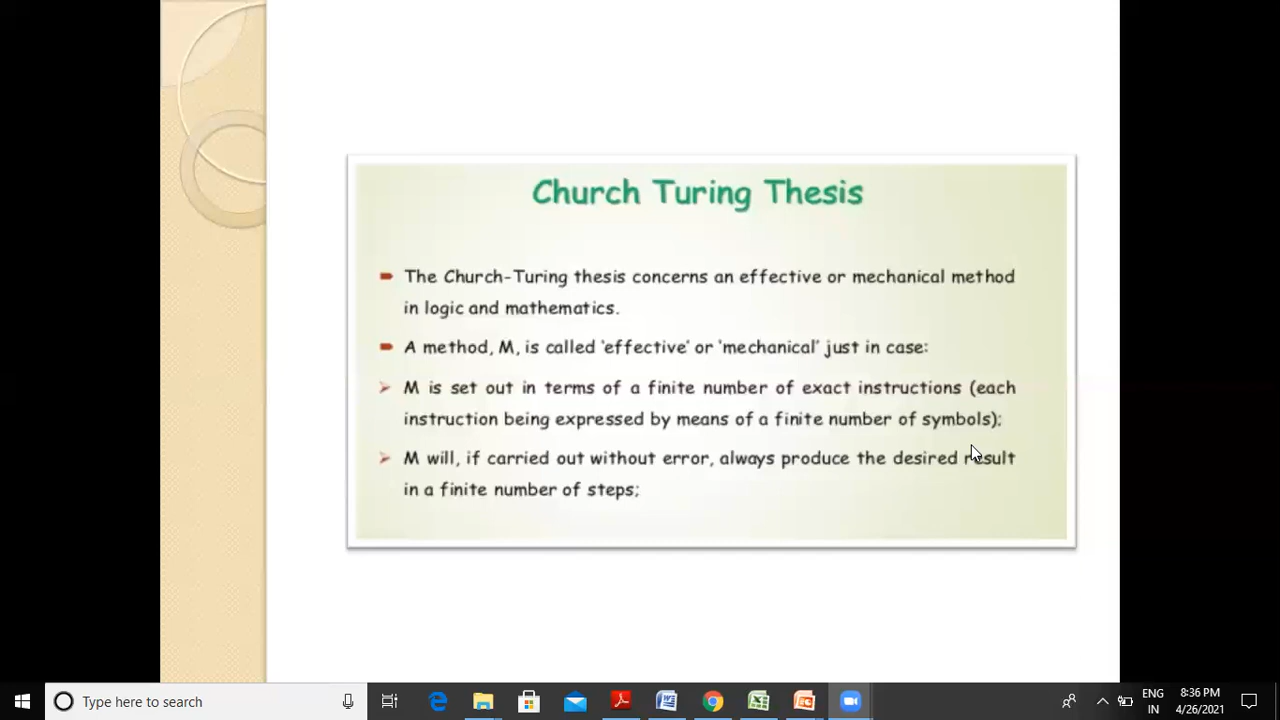 Church Turing Thesis
The Church-Turing thesis concerns an effective or mechanical method
in logic and mathematics.
A method, M, is called 'effective' or 'mechanical' just in case:
M is set out in terms of a finite number of exact instructions (each
instruction being expressed by means of a finite number of symbols);
M will, if carried out without error, always produce the desired result
in a finite number of steps;
Type here to search
ENG
IN
8:36 PM
4/26/2021